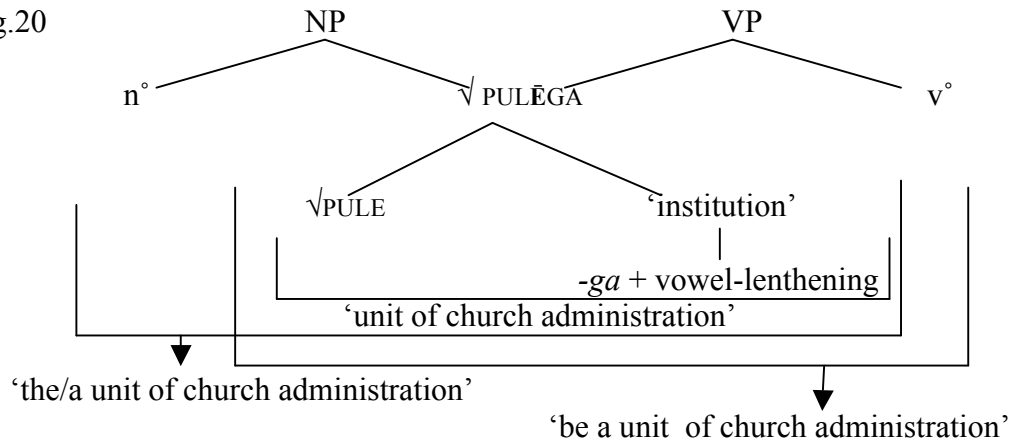 g.20
NP VP
n° √ PULĒGA v°
√PULE ‘institution’
-ga + vowel-lenthening
‘unit of church administration’
‘the/a unit of church administration’
‘be a unit of church administration’